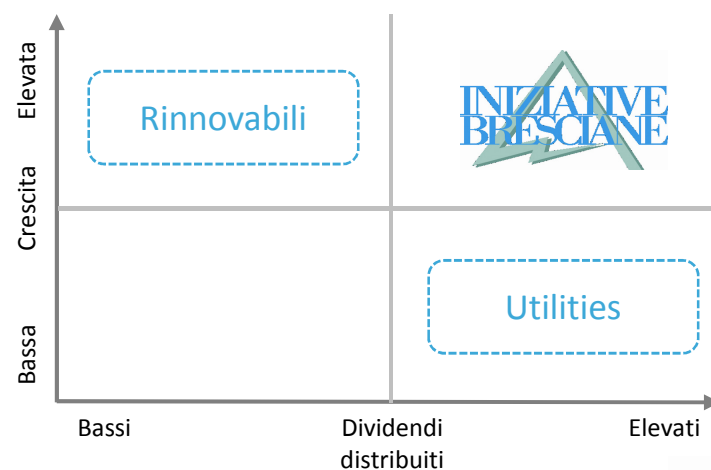 Elevata
Rinnovabili
INIZIATIVE
BRESCIANE
Crescita
Utilities
Bassa
Bassi
Dividendi
distribuiti
Elevati